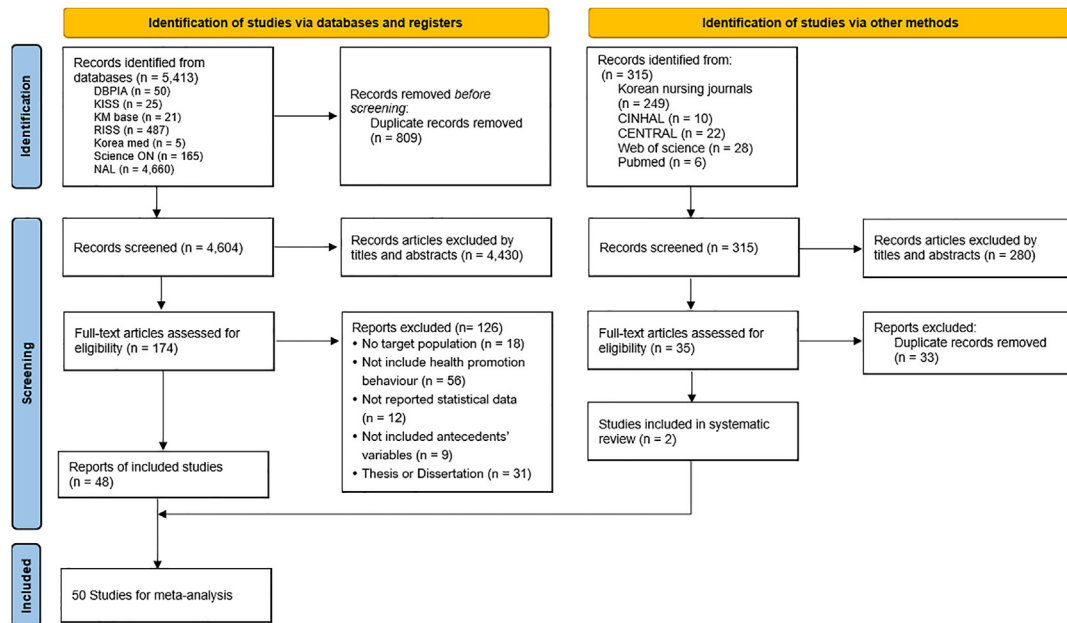 Identification of studies via databases and registers
Identification of studies via other methods
Identification
Records identified from
databases (n = 5,413)
DBPIA (n = 50)
KISS (n = 25)
KM base (n = 21)
RISS (n = 487)
Korea med (n = 5)
Science ON (n = 165)
NAL (n = 4,660)
Records removed before
screening:
Duplicate records removed
(n = 809)
Records identified from:
(n = 315)
Korean nursing journals
(n = 249)
CINHAL (n = 10)
CENTRAL (n = 22)
Web of science (n = 28)
Pubmed (n = 6)
Screening
Records screened (n = 4,604)
Records articles excluded by
titles and abstracts (n = 4,430)
Records screened (n = 315)
Records articles excluded by
titles and abstracts (n = 280)
Full-text articles assessed for
eligibility (n = 174)
Reports excluded (n= 126)
• No target population (n = 18)
• Not include health promotion
behaviour (n = 56)
• Not reported statistical data
(n = 12)
• Not included antecedents'
variables (n = 9)
• Thesis or Dissertation (n = 31)
Full-text articles assessed for
eligibility (n = 35)
Reports excluded:
Duplicate records removed
(n = 33)
Studies included in systematic
review (n = 2)
Reports of included studies
(n = 48)
Included
50 Studies for meta-analysis